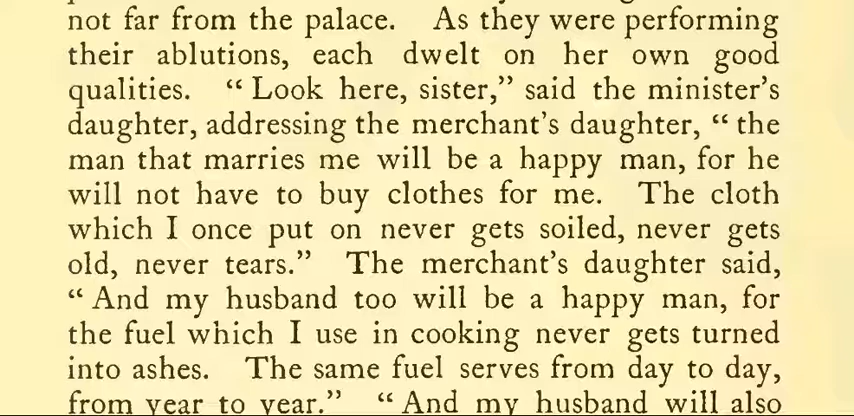 not far from the palace. As they were performing
their ablutions, each dwelt on her own good
qualities. “ Look here, sister,” said the minister’s
daughter, addressing the merchant’s daughter, “ the
man that marries me will be a happy man, for he
will not have to buy clothes for me. The cloth
which I once put on never gets soiled, never gets
old, never tears.” The merchant’s daughter said,
“ And my husband too will be a happy man, for
the fuel which I use in cooking never gets turned
into ashes. The same fuel serves from day to day,
from year to year.” “ And my husband will also